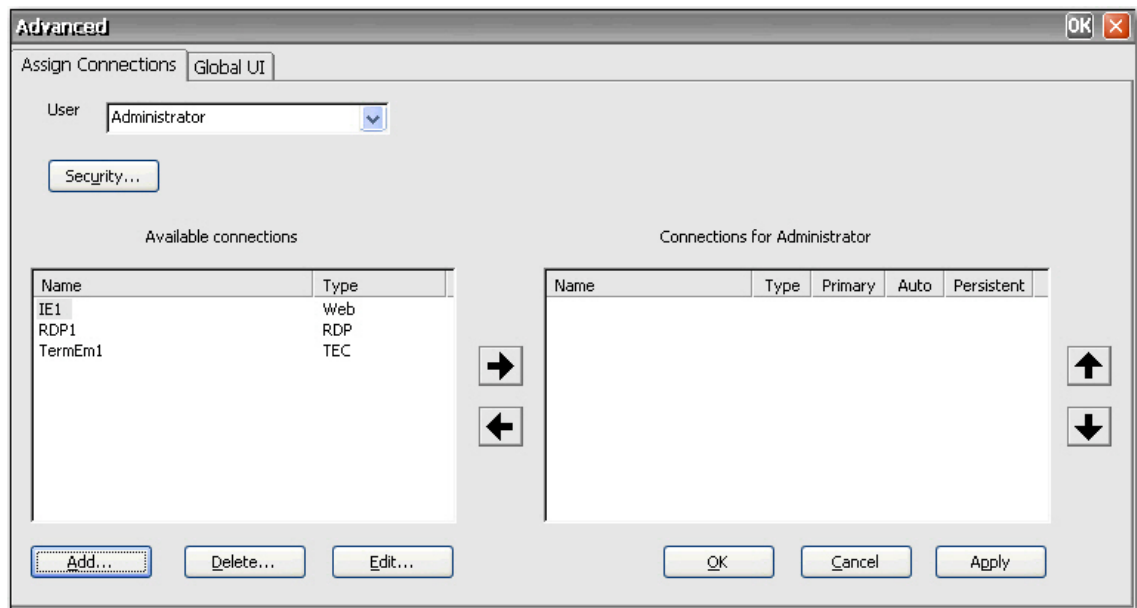 Advanced OK
Assign Connections Global UI
User Administrator
Security...
Available connections Connections for Administrator
Name Type Name Type Primary Auto Persistent
IE1 Web
RDP1 RDP
TermEm1 TEC
Add... Delete... Edit... OK Cancel Apply